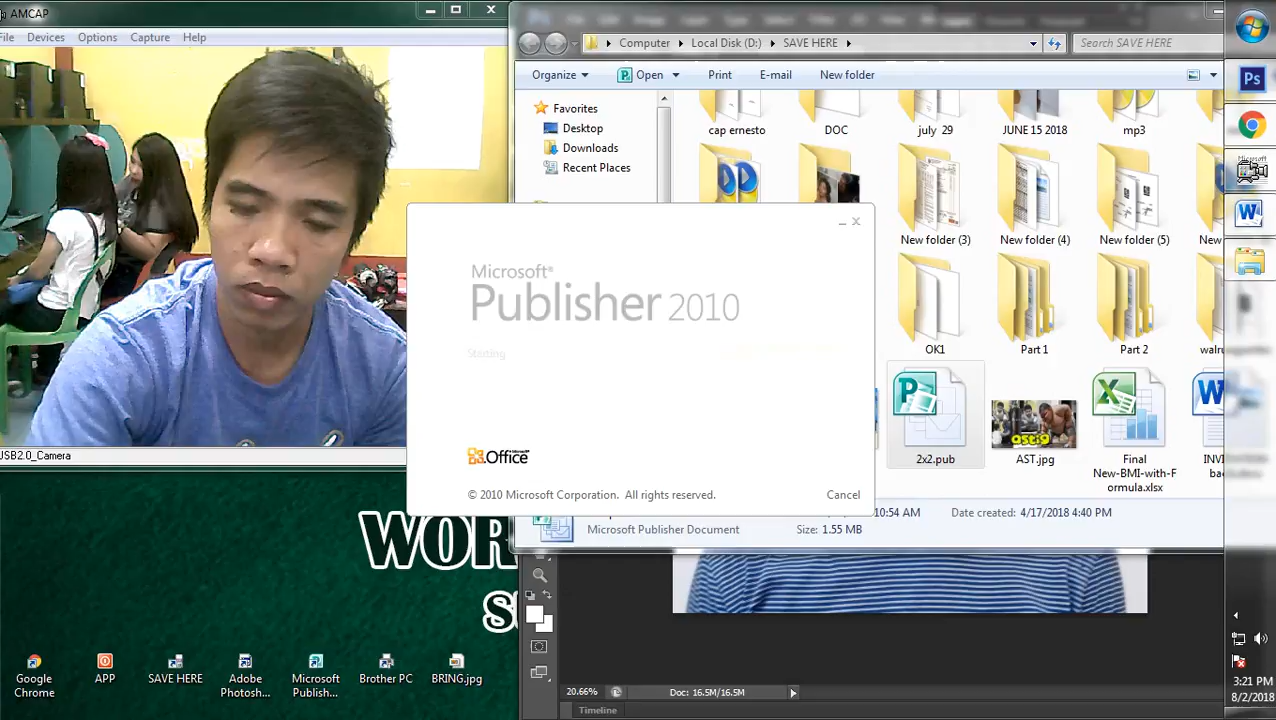 AMCAP
File Devices Options Capture Help
Computer Local Disk (D:) SAVE HERE
Search SAVE HERE
Organize Open Print E-mail New folder
Favorites
Desktop
Downloads
Recent Places
cap ernesto DOC july 29 JUNE 15 2018 mp3
New folder (3) New folder (4) New folder (5)
OK1 Part 1 Part 2
2x2.pub AST.jpg Final
New-BMI-with-F
ormula.xlsx
astig
Microsoft®
Publisher 2010
Starting
Office
© 2010 Microsoft Corporation. All rights reserved. Cancel
10:54 AM Date created: 4/17/2018 4:40 PM
Microsoft Publisher Document Size: 1.55 MB
USB2.0_Camera
Google
Chrome
APP
SAVE HERE
Adobe
Photosh...
Microsoft
Publish...
Brother PC
BRING.jpg
20.66% Doc: 16.5M/16.5M
Timeline
Ps
3:21 PM
8/2/2018